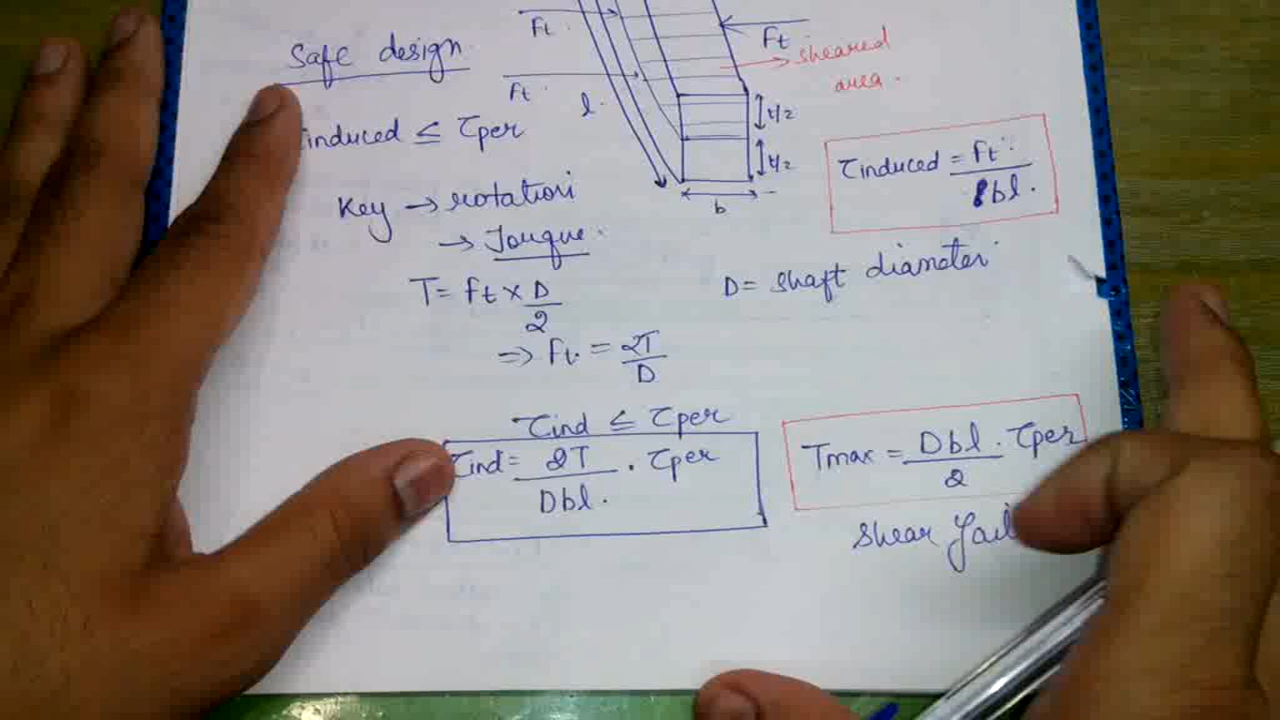 Safe design
τinduced ≤ τper
Key → rotation
→ Torque
T = Ft × D/2
⇒ Ft = 2T/D
τind ≤ τper
τind = 2T/Dbl . τper
Ft
Ft
l
Ft
→ sheared
area
t/2
t/2
b
τinduced = Ft/bl
D = shaft diameter
Tmax = Dbl/2 . τper
Shear